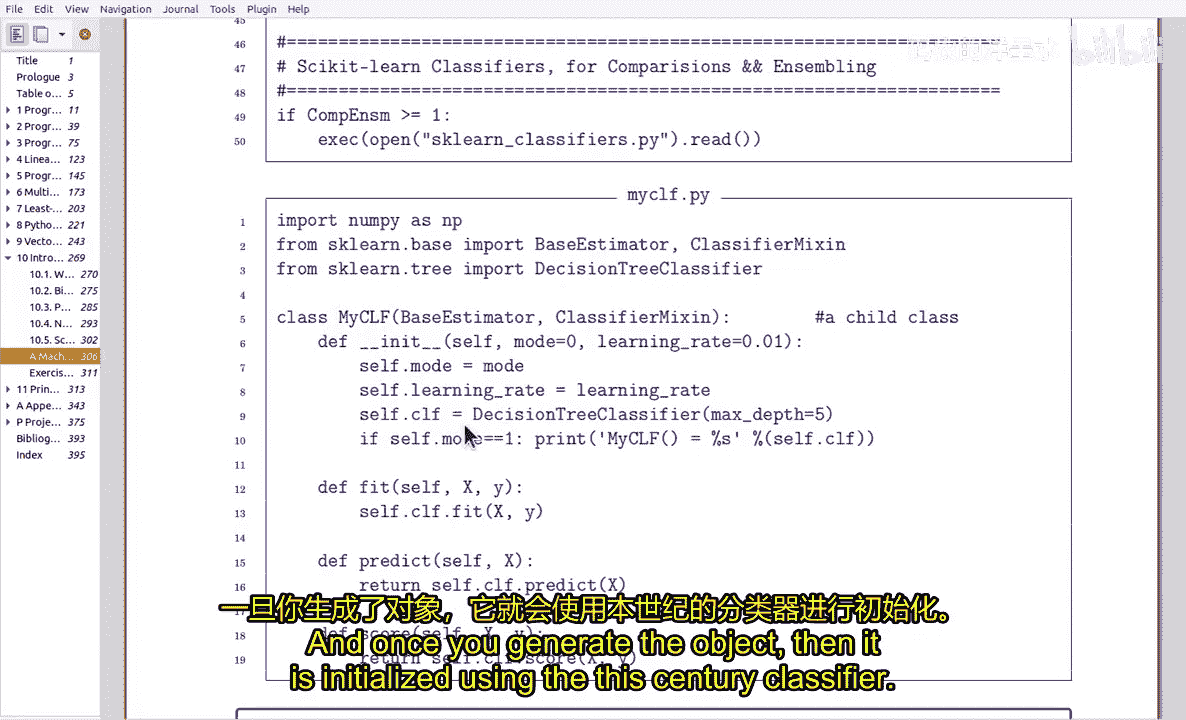 File Edit View Navigation Journal Tools Plugin Help
Title 1
Prologue 3
Table o... 5
1 Progr... 11
2 Progr... 39
3 Progr... 75
4 Linea... 123
5 Progr... 145
6 Multi... 173
7 Least-... 203
8 Pytho... 221
9 Vecto... 243
10 Intro... 269
10.1. W... 270
10.2. Bi... 275
10.3. P... 285
10.4. N... 293
10.5. Sc... 302
A Mach... 306
Exercis... 311
11 Prin... 313
A Appe... 343
P Proje... 375
Bibliog... 393
Index 395
45
46 #=====================================================================
47 # Scikit-learn Classifiers, for Comparisions && Ensembling
48 #=====================================================================
49 if CompEnsm >= 1:
50 exec(open("sklearn_classifiers.py").read())
myclf.py
1 import numpy as np
2 from sklearn.base import BaseEstimator, ClassifierMixin
3 from sklearn.tree import DecisionTreeClassifier
4
5 class MyCLF(BaseEstimator, ClassifierMixin): #a child class
6 def __init__(self, mode=0, learning_rate=0.01):
7 self.mode = mode
8 self.learning_rate = learning_rate
9 self.clf = DecisionTreeClassifier(max_depth=5)
10 if self.mode==1: print('MyCLF() = %s' %(self.clf))
11
12 def fit(self, X, y):
13 self.clf.fit(X, y)
14
15 def predict(self, X):
16 return self.clf.predict(X)
18 def score(self, X, y):
19 return self.clf.score(X, y)
一旦你生成了对象，它就会使用本世纪的分类器进行初始化。
And once you generate the object, then it
is initialized using the this century classifier.